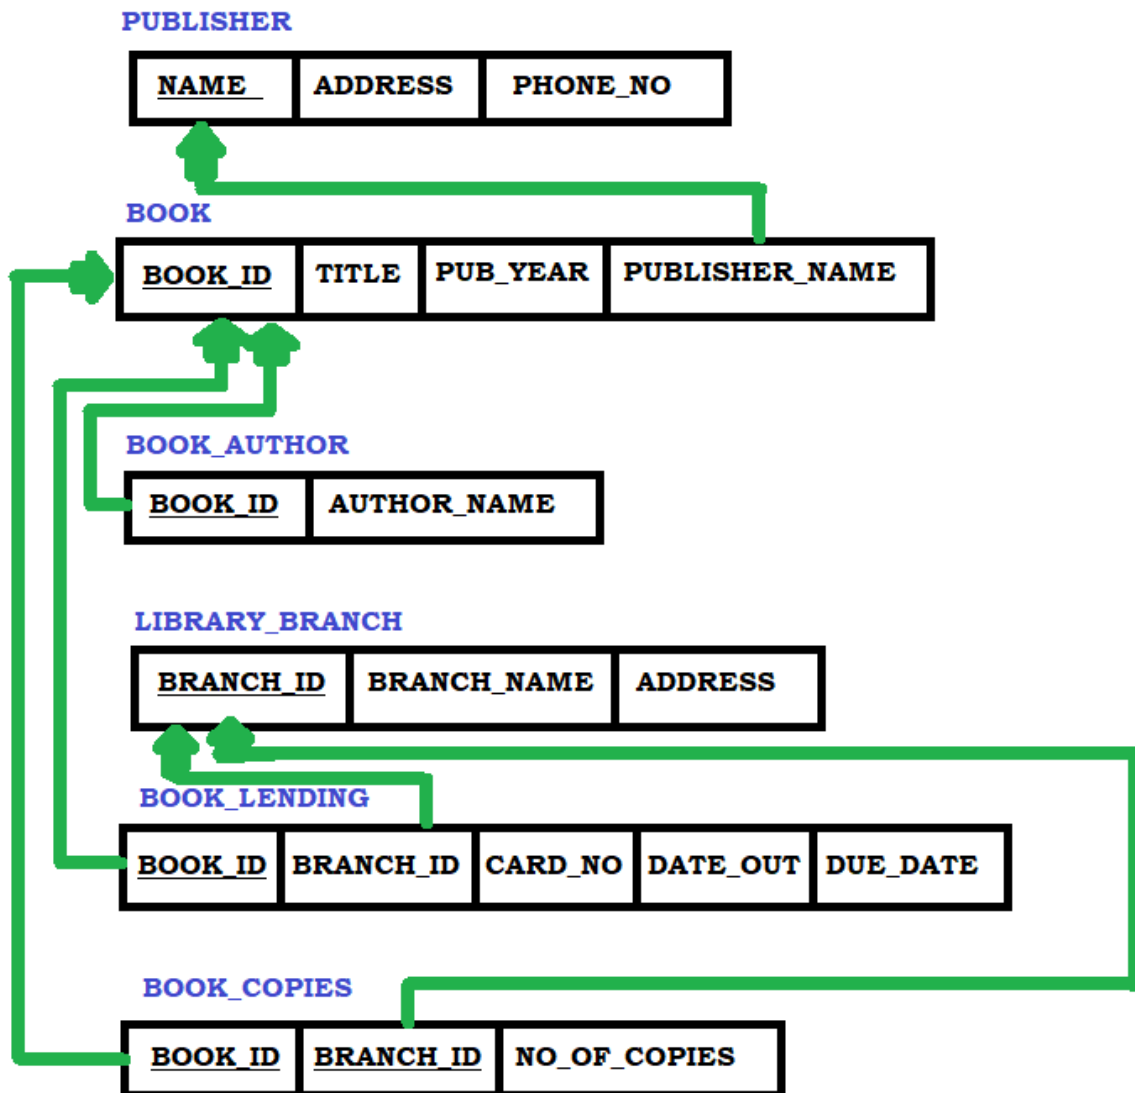 PUBLISHER
NAME ADDRESS PHONE_NO
BOOK
BOOK_ID TITLE PUB_YEAR PUBLISHER_NAME
BOOK_AUTHOR
BOOK_ID AUTHOR_NAME
LIBRARY_BRANCH
BRANCH_ID BRANCH_NAME ADDRESS
BOOK_LENDING
BOOK_ID BRANCH_ID CARD_NO DATE_OUT DUE_DATE
BOOK_COPIES
BOOK_ID BRANCH_ID NO_OF_COPIES